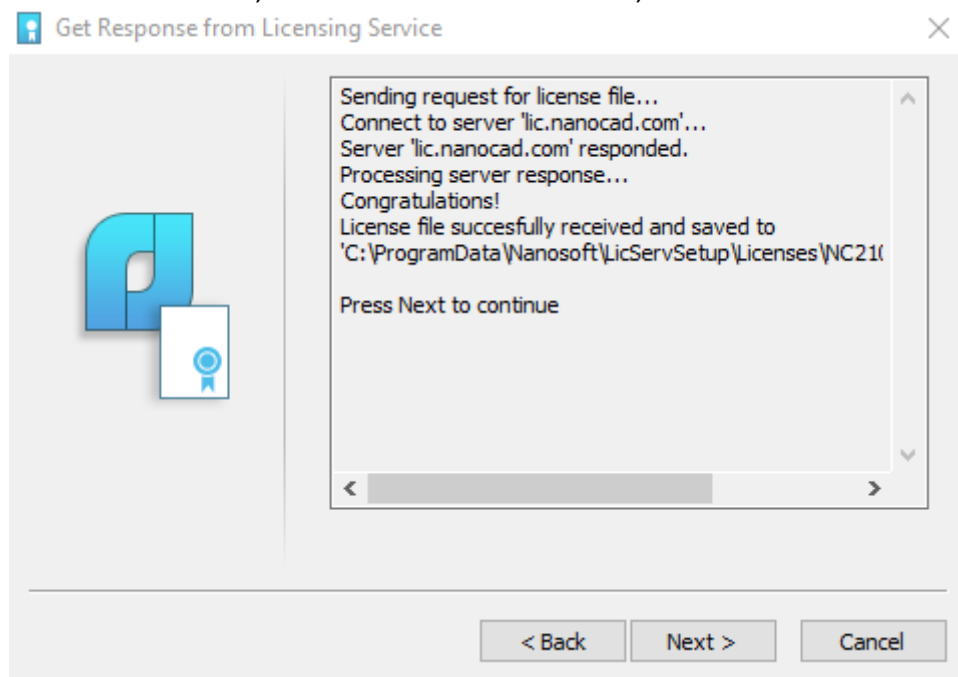 Get Response from Licensing Service
Sending request for license file...
Connect to server 'lic.nanocad.com'...
Server 'lic.nanocad.com' responded.
Processing server response...
Congratulations!
License file succesfully received and saved to
'C:\ProgramData\Nanosoft\LicServSetup\Licenses\NC21
Press Next to continue
< Back
Next >
Cancel